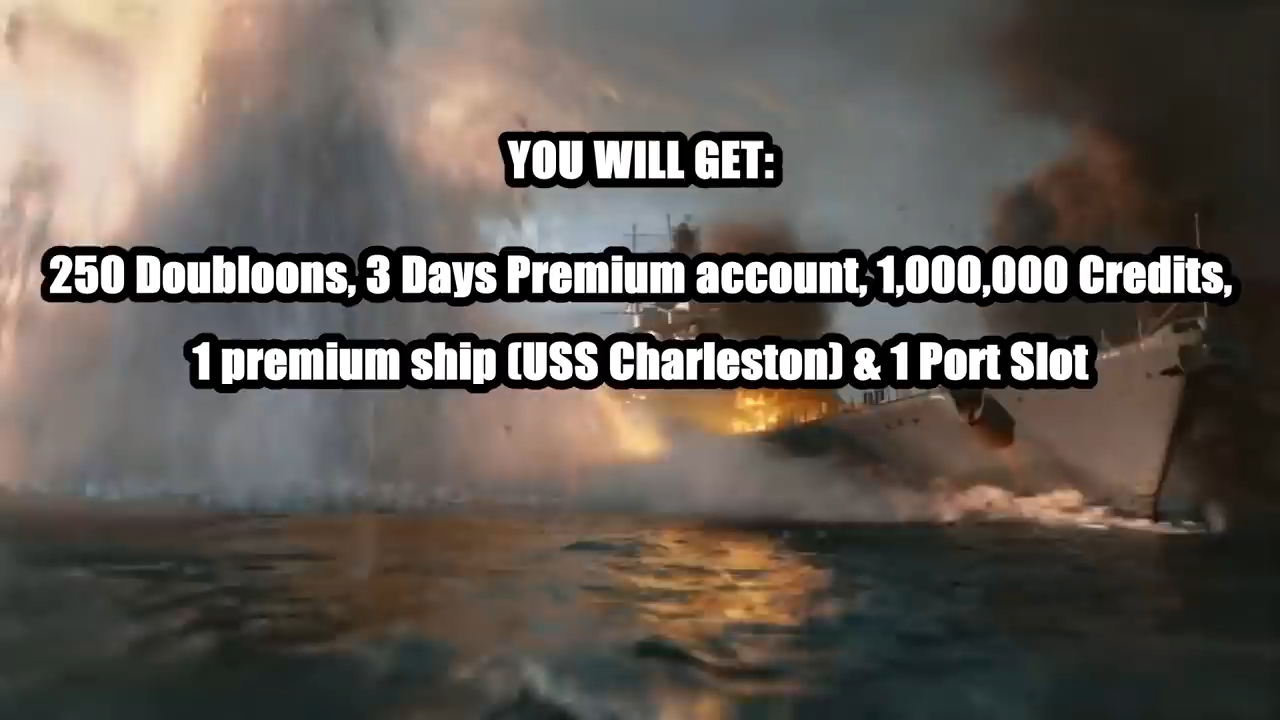 YOU WILL GET:
250 Doubloons, 3 Days Premium account, 1,000,000 Credits,
1 premium ship (USS Charleston) & 1 Port Slot